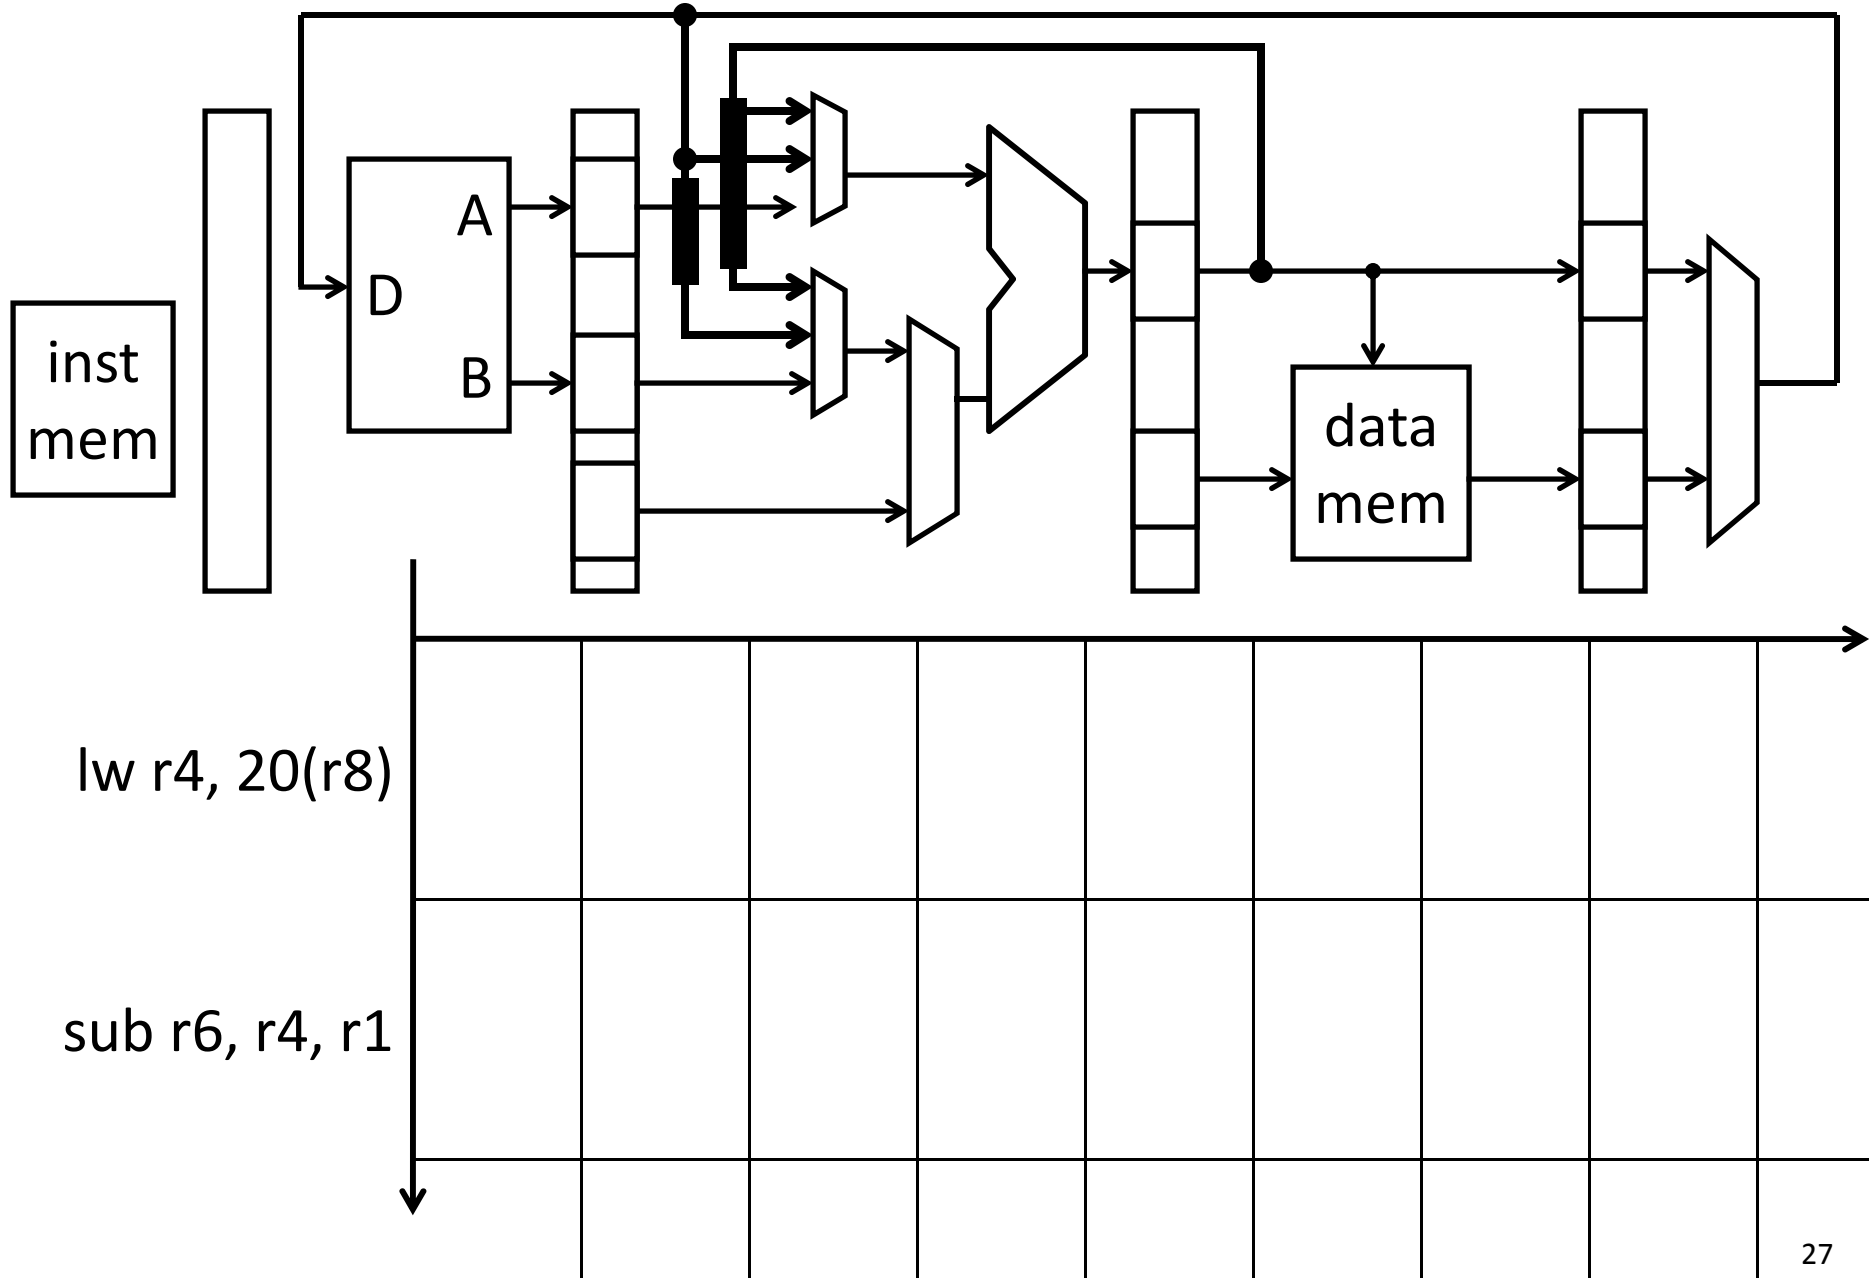 A
D
B
inst
mem
data
mem
lw r4, 20(r8)
sub r6, r4, r1
27